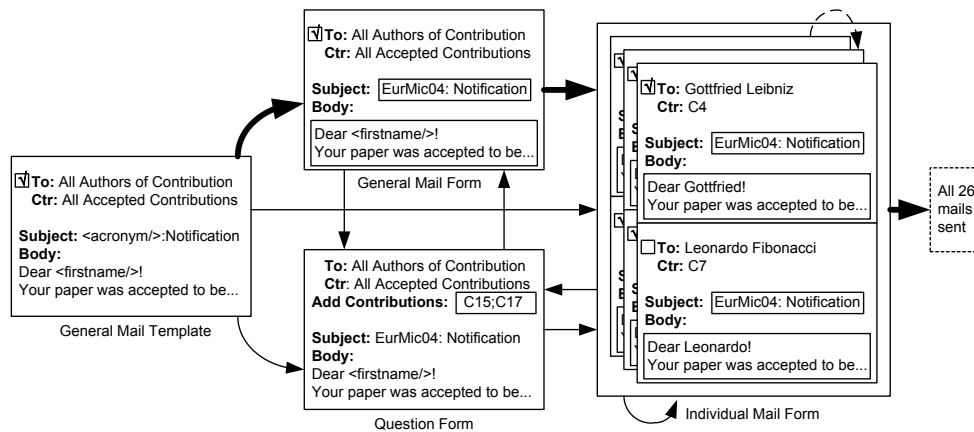 To: All Authors of Contribution
Ctr: All Accepted Contributions
Subject: <acronym/>:Notification
Body:
Dear <firstname/>!
Your paper was accepted to be...
General Mail Template
To: All Authors of Contribution
Ctr: All Accepted Contributions
Subject: EurMic04: Notification
Body:
Dear <firstname/>!
Your paper was accepted to be...
General Mail Form
To: All Authors of Contribution
Ctr: All Accepted Contributions
Add Contributions: C15;C17
Subject: EurMic04: Notification
Body:
Dear <firstname/>!
Your paper was accepted to be...
Question Form
To: Gottfried Leibniz
Ctr: C4
Subject: EurMic04: Notification
Body:
Dear Gottfried!
Your paper was accepted to be...
To: Leonardo Fibonacci
Ctr: C7
Subject: EurMic04: Notification
Body:
Dear Leonardo!
Your paper was accepted to be...
Individual Mail Form
All 26
mails
sent